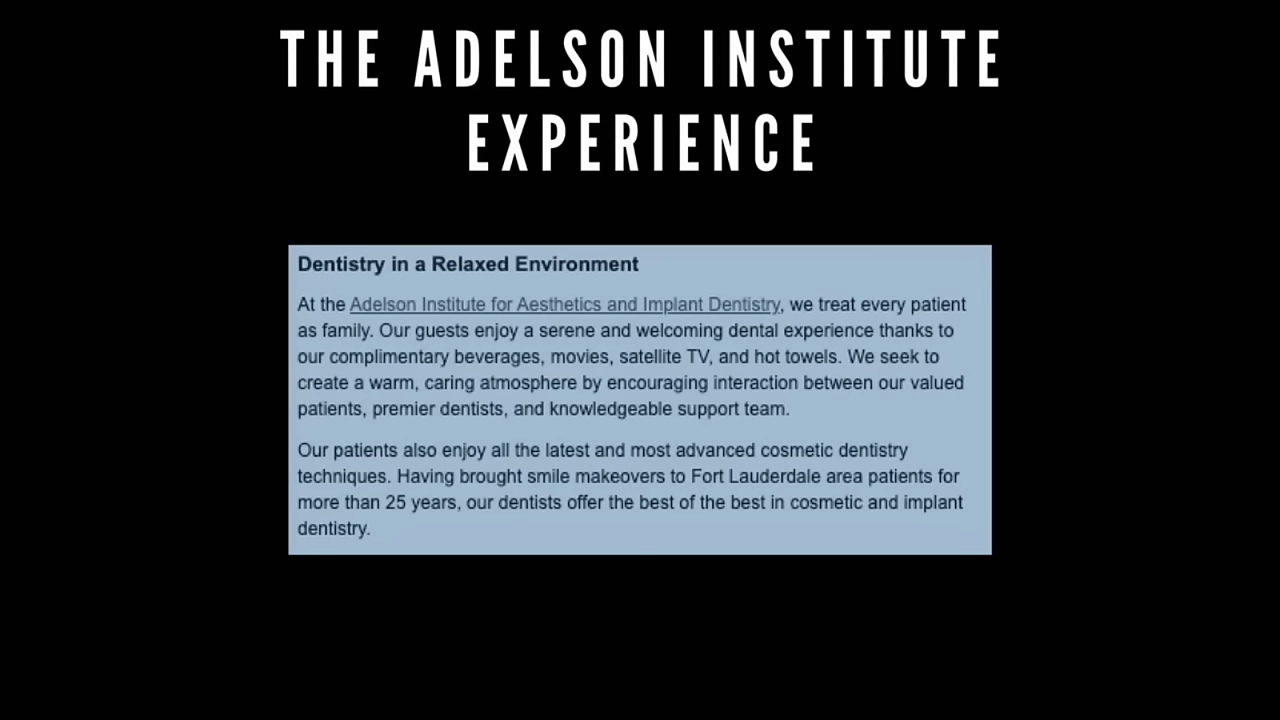 THE ADELSON INSTITUTE
EXPERIENCE
Dentistry in a Relaxed Environment
At the Adelson Institute for Aesthetics and Implant Dentistry, we treat every patient
as family. Our guests enjoy a serene and welcoming dental experience thanks to
our complimentary beverages, movies, satellite TV, and hot towels. We seek to
create a warm, caring atmosphere by encouraging interaction between our valued
patients, premier dentists, and knowledgeable support team.
Our patients also enjoy all the latest and most advanced cosmetic dentistry
techniques. Having brought smile makeovers to Fort Lauderdale area patients for
more than 25 years, our dentists offer the best of the best in cosmetic and implant
dentistry.